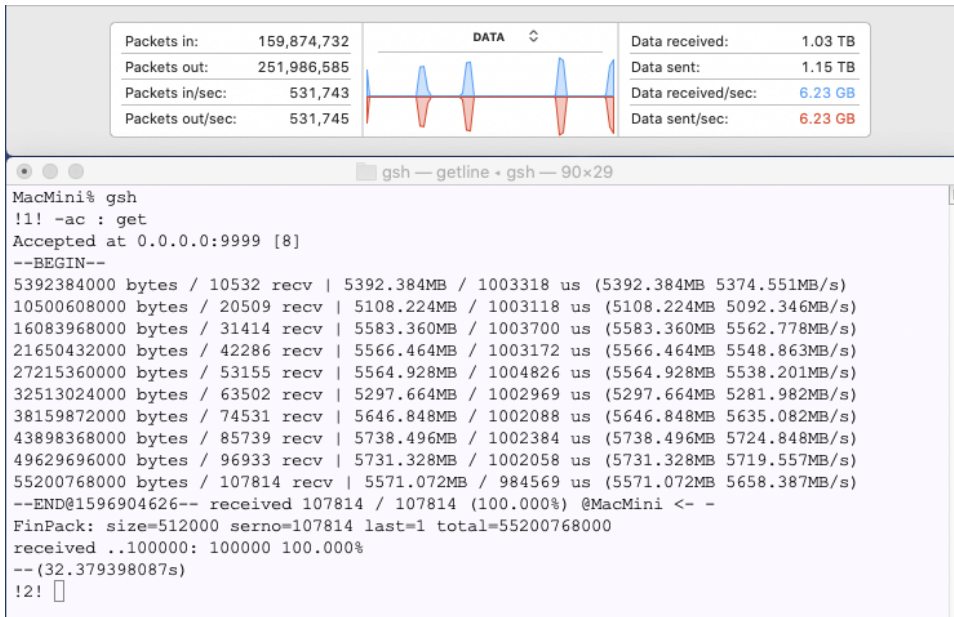 Packets in: 159,874,732
Packets out: 251,986,585
Packets in/sec: 531,743
Packets out/sec: 531,745
DATA
Data received: 1.03 TB
Data sent: 1.15 TB
Data received/sec: 6.23 GB
Data sent/sec: 6.23 GB
gsh — getline ◂ gsh — 90×29
MacMini% gsh
!1! -ac : get
Accepted at 0.0.0.0:9999 [8]
--BEGIN--
5392384000 bytes / 10532 recv | 5392.384MB / 1003318 us (5392.384MB 5374.551MB/s)
10500608000 bytes / 20509 recv | 5108.224MB / 1003118 us (5108.224MB 5092.346MB/s)
16083968000 bytes / 31414 recv | 5583.360MB / 1003700 us (5583.360MB 5562.778MB/s)
21650432000 bytes / 42286 recv | 5566.464MB / 1003172 us (5566.464MB 5548.863MB/s)
27215360000 bytes / 53155 recv | 5564.928MB / 1004826 us (5564.928MB 5538.201MB/s)
32513024000 bytes / 63502 recv | 5297.664MB / 1002969 us (5297.664MB 5281.982MB/s)
38159872000 bytes / 74531 recv | 5646.848MB / 1002088 us (5646.848MB 5635.082MB/s)
43898368000 bytes / 85739 recv | 5738.496MB / 1002384 us (5738.496MB 5724.848MB/s)
49629696000 bytes / 96933 recv | 5731.328MB / 1002058 us (5731.328MB 5719.557MB/s)
55200768000 bytes / 107814 recv | 5571.072MB / 984569 us (5571.072MB 5658.387MB/s)
--END@1596904626-- received 107814 / 107814 (100.000%) @MacMini <- -
FinPack: size=512000 serno=107814 last=1 total=55200768000
received ..100000: 100000 100.000%
--(32.379398087s)
!2!